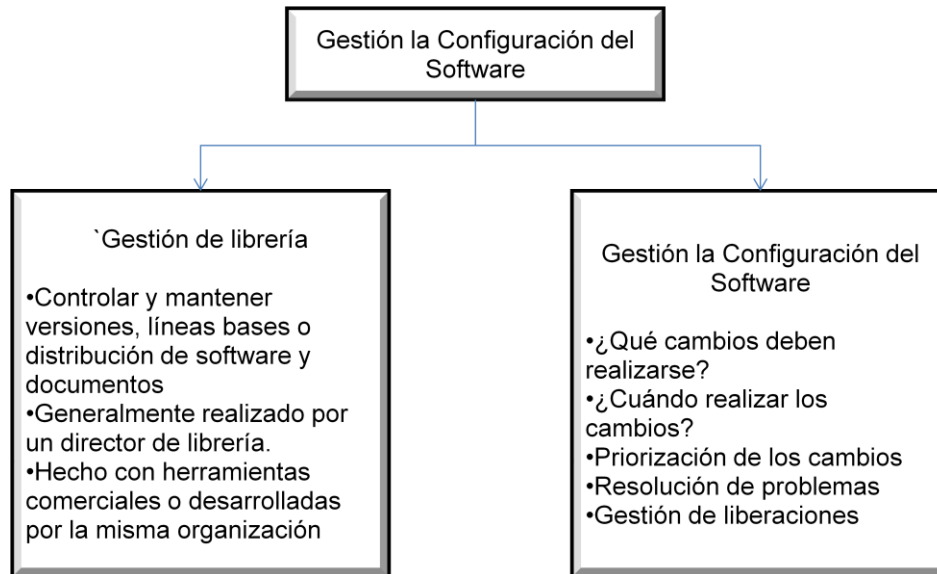 Gestión la Configuración del
Software
`Gestión de librería
•Controlar y mantener
versiones, líneas bases o
distribución de software y
documentos
•Generalmente realizado por
un director de librería.
•Hecho con herramientas
comerciales o desarrolladas
por la misma organización
Gestión la Configuración del
Software
•¿Qué cambios deben
realizarse?
•¿Cuándo realizar los
cambios?
•Priorización de los cambios
•Resolución de problemas
•Gestión de liberaciones